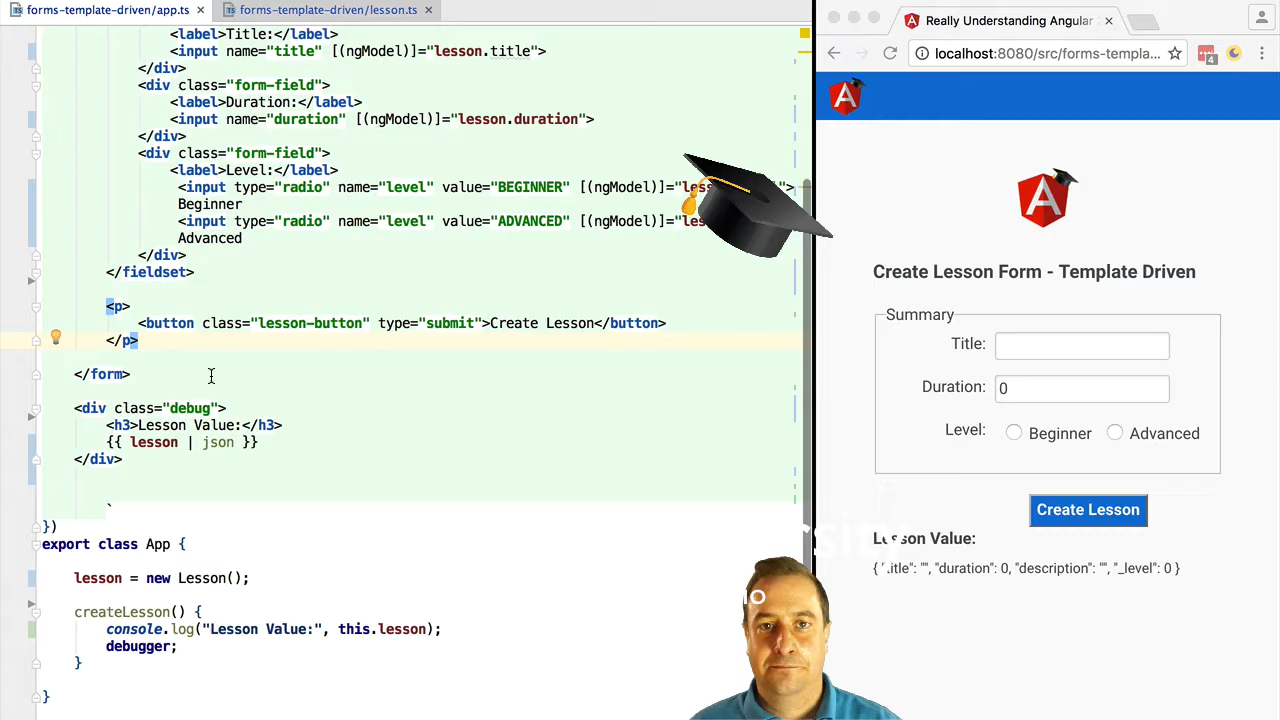 forms-template-driven/app.ts
forms-template-driven/lesson.ts
<label>Title:</label>
<input name="title" [(ngModel)]="lesson.title">
</div>
<div class="form-field">
<label>Duration:</label>
<input name="duration" [(ngModel)]="lesson.duration">
</div>
<div class="form-field">
<label>Level:</label>
<input type="radio" name="level" value="BEGINNER" [(ngModel)]="
Beginner
<input type="radio" name="level" value="ADVANCED" [(ngModel)]="
Advanced
</div>
</fieldset>
<p>
<button class="lesson-button" type="submit">Create Lesson</button>
</p>
</form>
<div class="debug">
<h3>Lesson Value:</h3>
{{ lesson | json }}
</div>
`
})
export class App {
lesson = new Lesson();
createLesson() {
console.log("Lesson Value:", this.lesson);
debugger;
}
}
Really Understanding Angular
localhost:8080/src/forms-templa...
4
Create Lesson Form - Template Driven
Summary
Title:
Duration: 0
Level: Beginner Advanced
Create Lesson
Lesson Value:
{ "title": "", "duration": 0, "description": "", "_level": 0 }